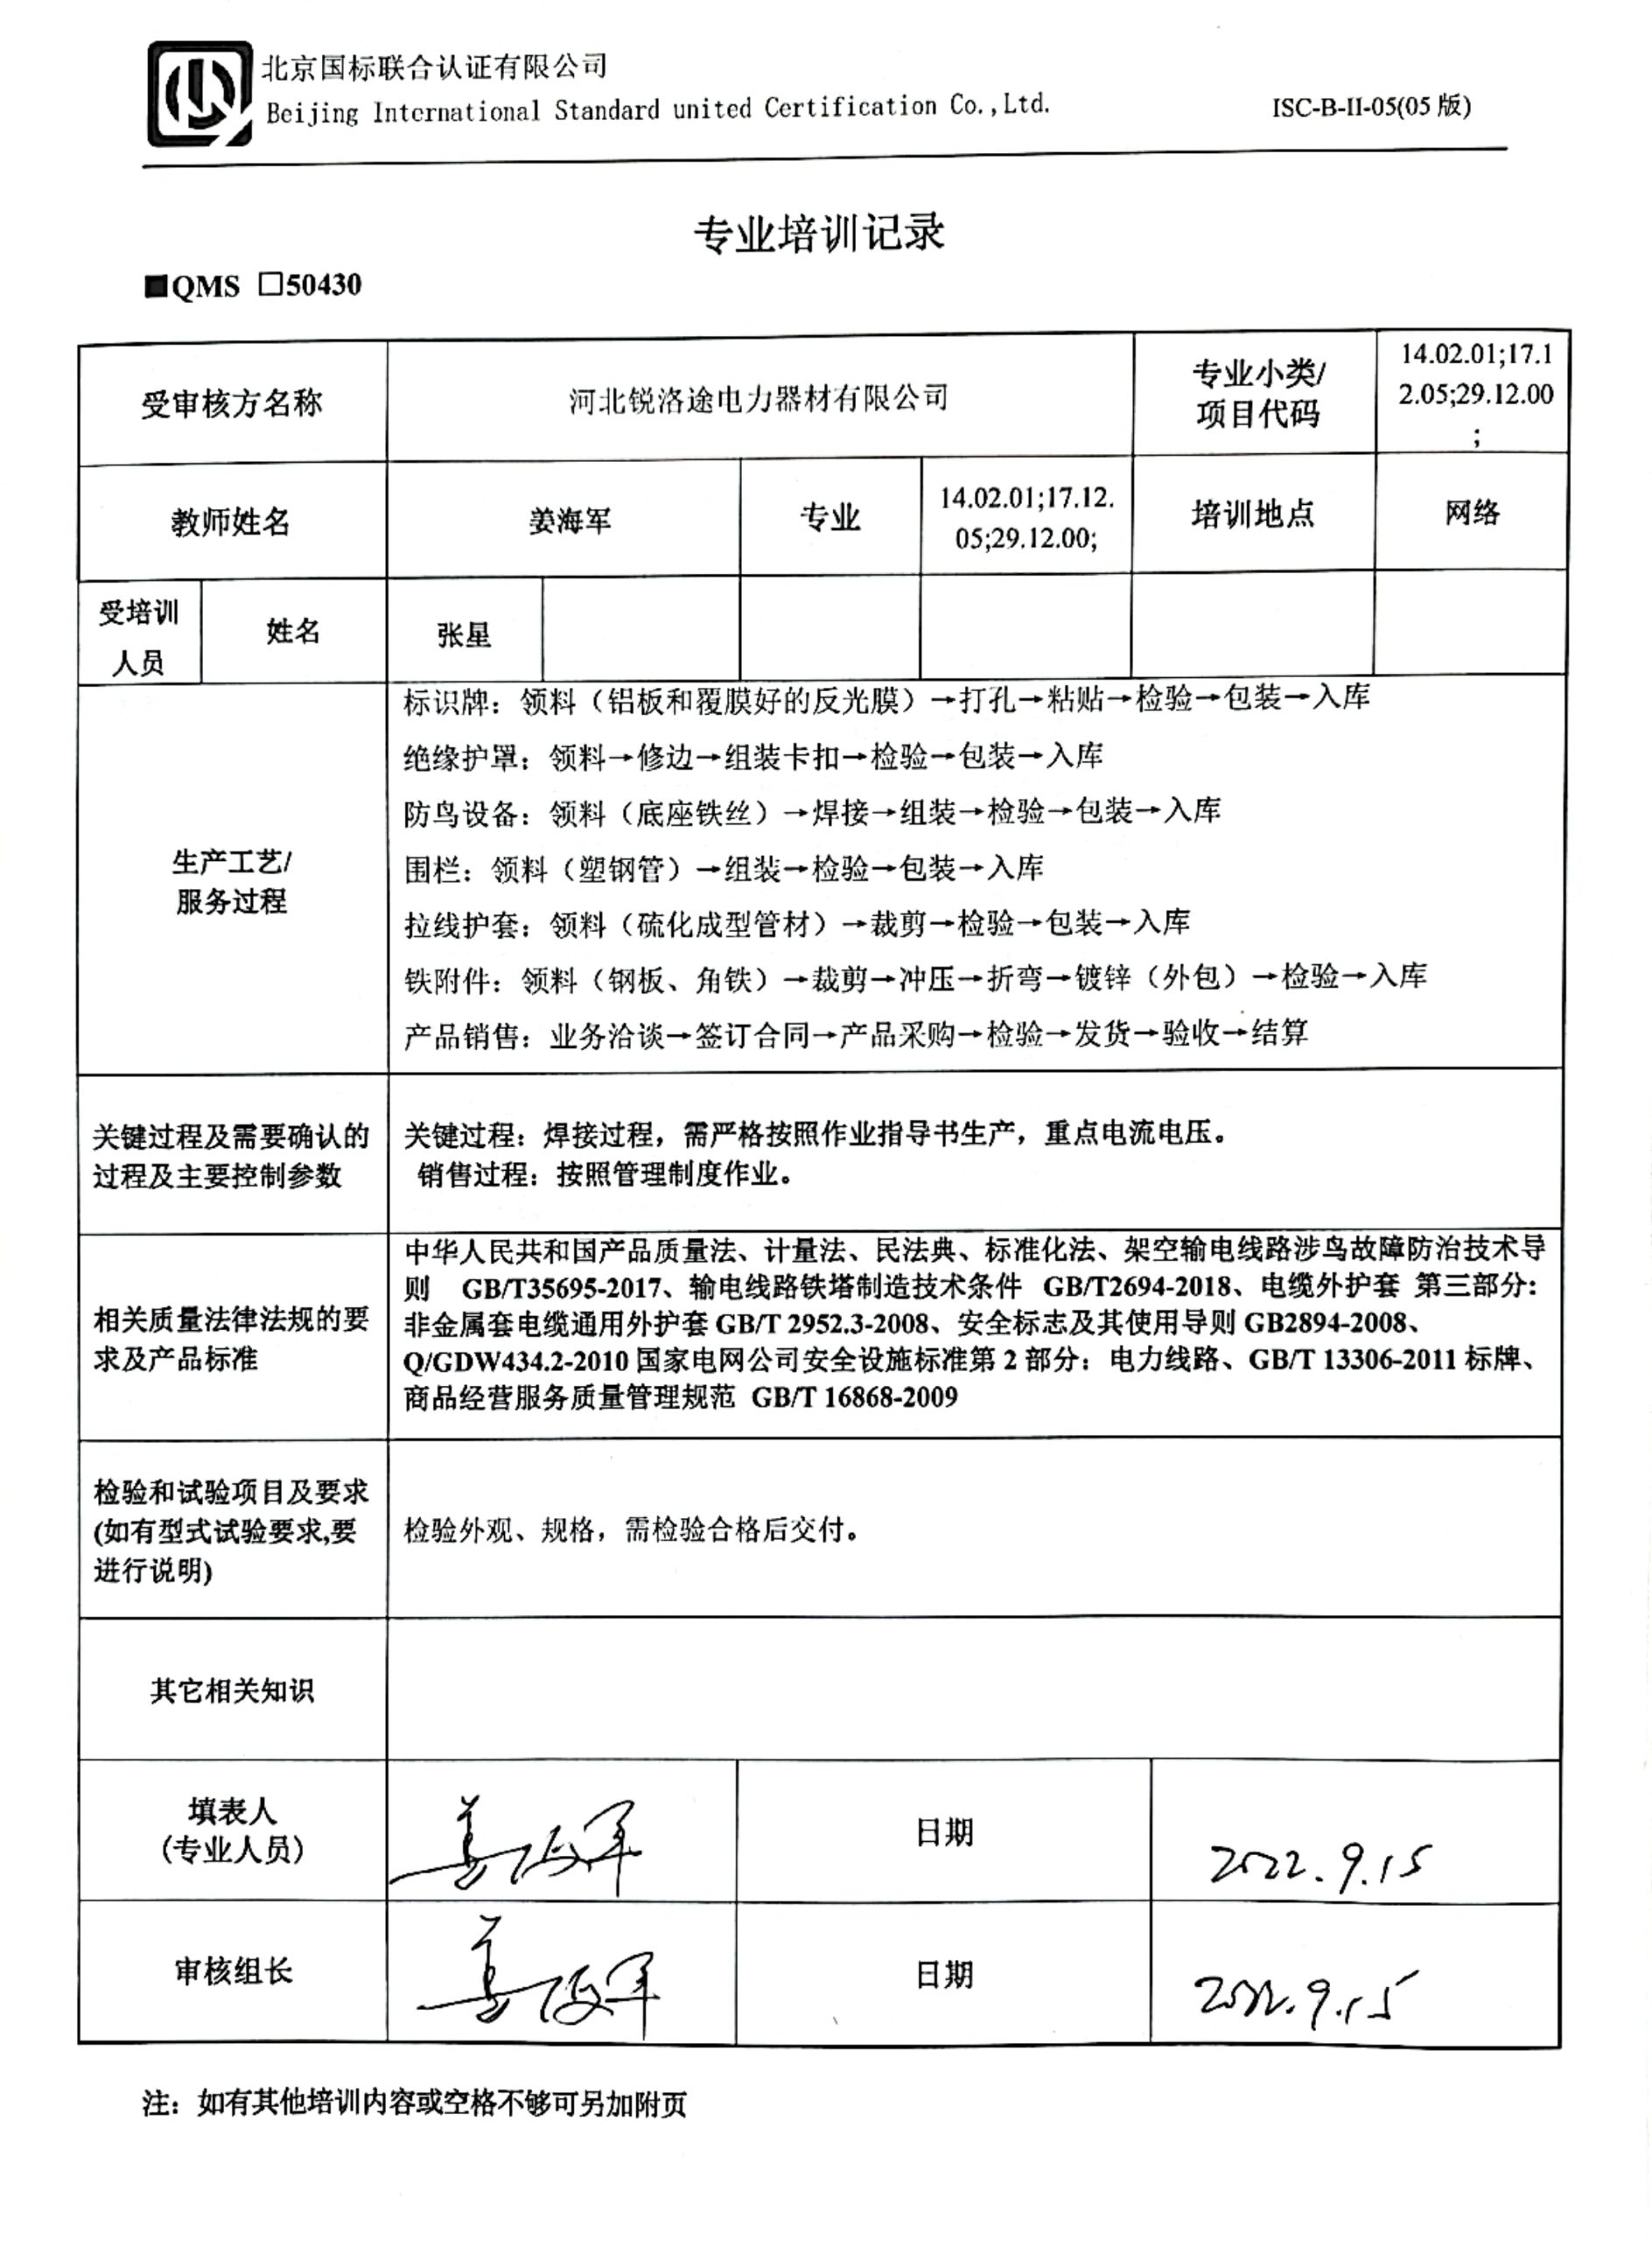 北京国标联合认证有限公司
Beijing International Standard united Certification Co.,Ltd.
ISC-B-II-05(05 版)
专业培训记录
■QMS □50430
受审核方名称
河北锐洛途电力器材有限公司
专业小类/
项目代码
14.02.01;17.1
2.05;29.12.00
;
教师姓名
姜海军
专业
14.02.01;17.12.
05;29.12.00;
培训地点
网络
受培训
人员
姓名
张星
生产工艺/
服务过程
标识牌：领料（铝板和覆膜好的反光膜）→打孔→粘贴→检验→包装→入库
绝缘护罩：领料→修边→组装卡扣→检验→包装→入库
防鸟设备：领料（底座铁丝）→焊接→组装→检验→包装→入库
围栏：领料（塑钢管）→组装→检验→包装→入库
拉线护套：领料（硫化成型管材）→裁剪→检验→包装→入库
铁附件：领料（钢板、角铁）→裁剪→冲压→折弯→镀锌（外包）→检验→入库
产品销售：业务洽谈→签订合同→产品采购→检验→发货→验收→结算
关键过程及需要确认的
过程及主要控制参数
关键过程：焊接过程，需严格按照作业指导书生产，重点电流电压。
销售过程：按照管理制度作业。
相关质量法律法规的要
求及产品标准
中华人民共和国产品质量法、计量法、民法典、标准化法、架空输电线路涉鸟故障防治技术导
则 GB/T35695-2017、输电线路铁塔制造技术条件 GB/T2694-2018、电缆外护套 第三部分：
非金属套电缆通用外护套 GB/T 2952.3-2008、安全标志及其使用导则 GB2894-2008、
Q/GDW434.2-2010 国家电网公司安全设施标准第 2 部分：电力线路、GB/T 13306-2011 标牌、
商品经营服务质量管理规范 GB/T 16868-2009
检验和试验项目及要求
(如有型式试验要求,要
进行说明)
检验外观、规格，需检验合格后交付。
其它相关知识
填表人
（专业人员）
姜海军
日期
2022.9.15
审核组长
姜海军
日期
2022.9.15
注：如有其他培训内容或空格不够可另加附页